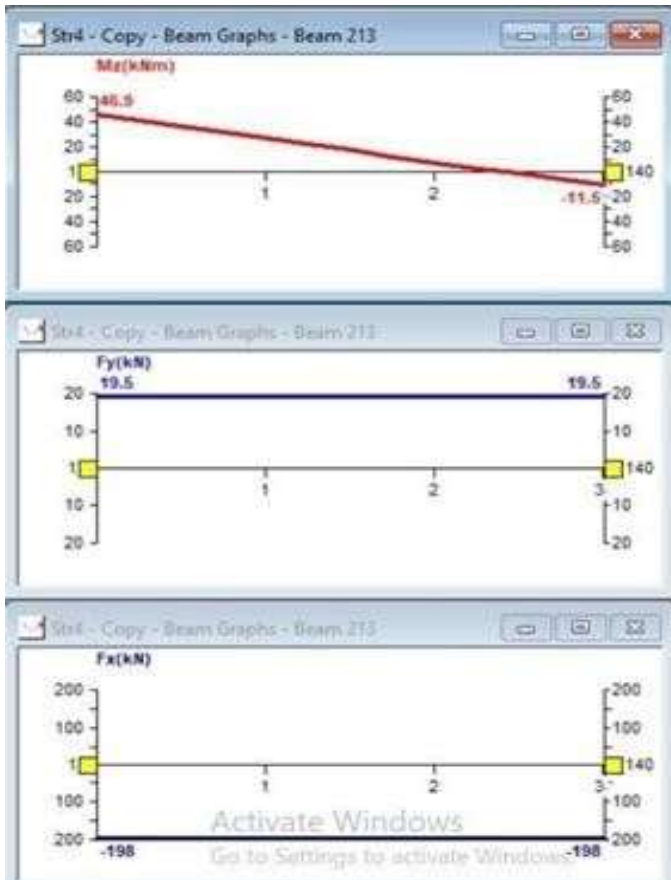 Str4 - Copy - Beam Graphs - Beam 213
Mz(kNm)
60 60
46.5
40 40
20 20
1 140
1 2
20 -11.5 20
40 40
60 60
Str4 - Copy - Beam Graphs - Beam 213
Fy(kN)
20 19.5 19.5 20
10 10
1 140
1 2 3
10 10
20 20
Str4 - Copy - Beam Graphs - Beam 213
Fx(kN)
200 200
100 100
1 140
1 2 3
100 100
Activate Windows
200 -198 -198 200
Go to Settings to activate Windows.